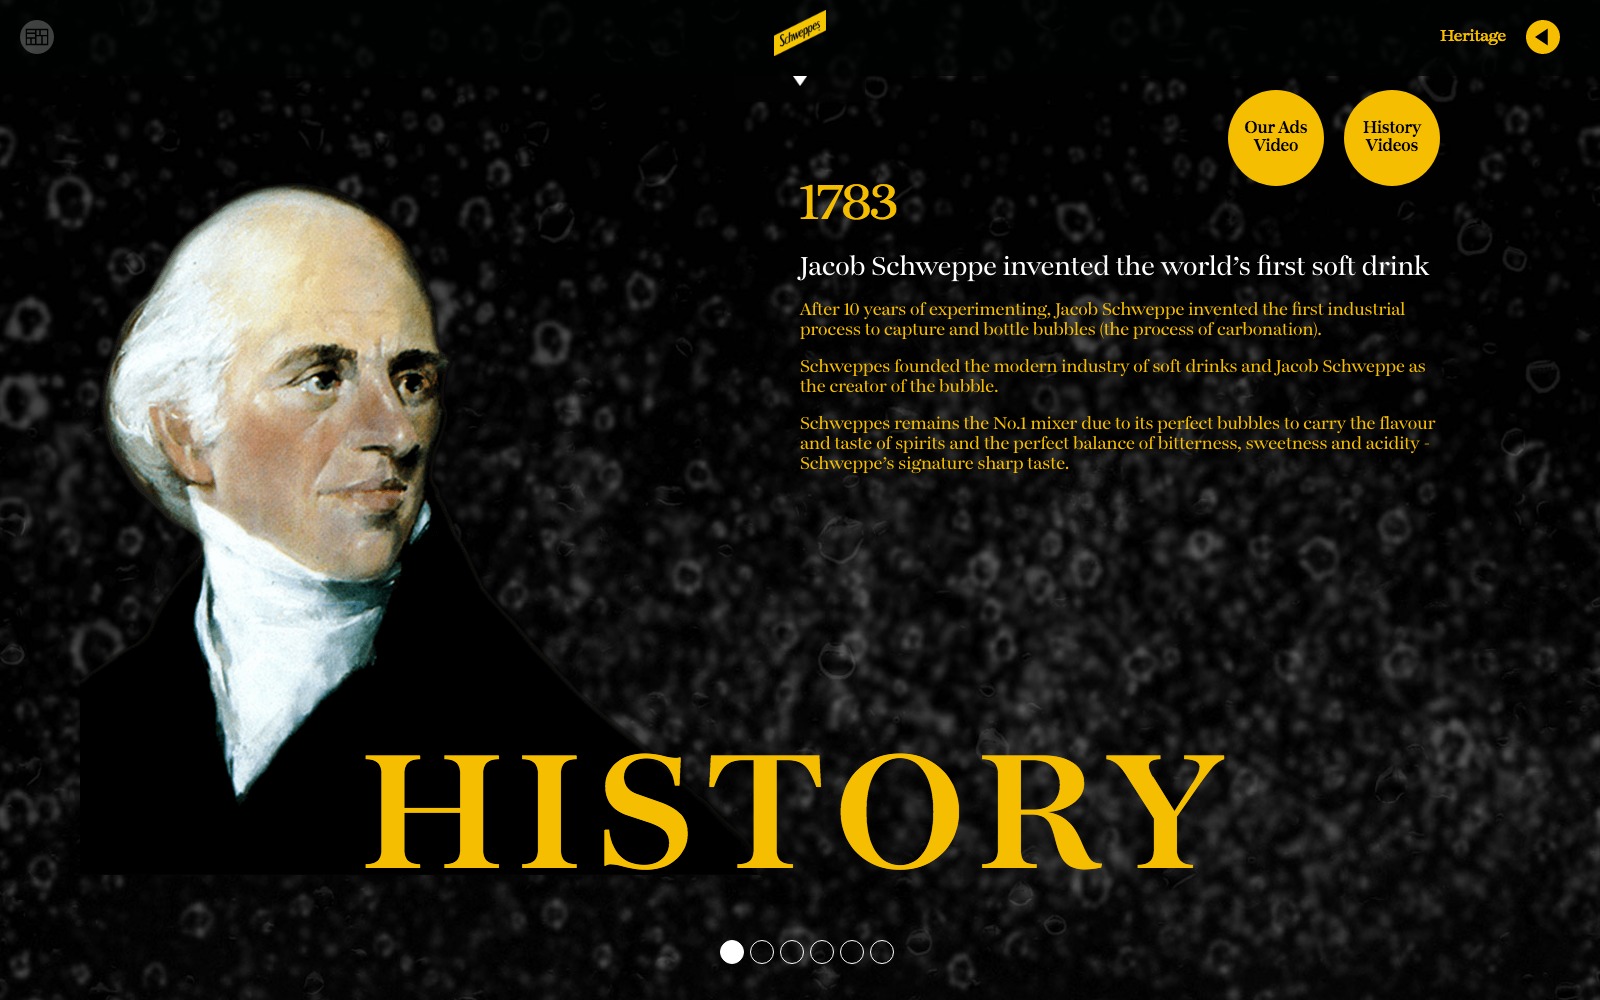 Schweppes
Heritage
Our Ads
Video
History
Videos
1783
Jacob Schweppe invented the world’s first soft drink
After 10 years of experimenting, Jacob Schweppe invented the first industrial
process to capture and bottle bubbles (the process of carbonation).
Schweppes founded the modern industry of soft drinks and Jacob Schweppe as
the creator of the bubble.
Schweppes remains the No.1 mixer due to its perfect bubbles to carry the flavour
and taste of spirits and the perfect balance of bitterness, sweetness and acidity -
Schweppe’s signature sharp taste.
HISTORY